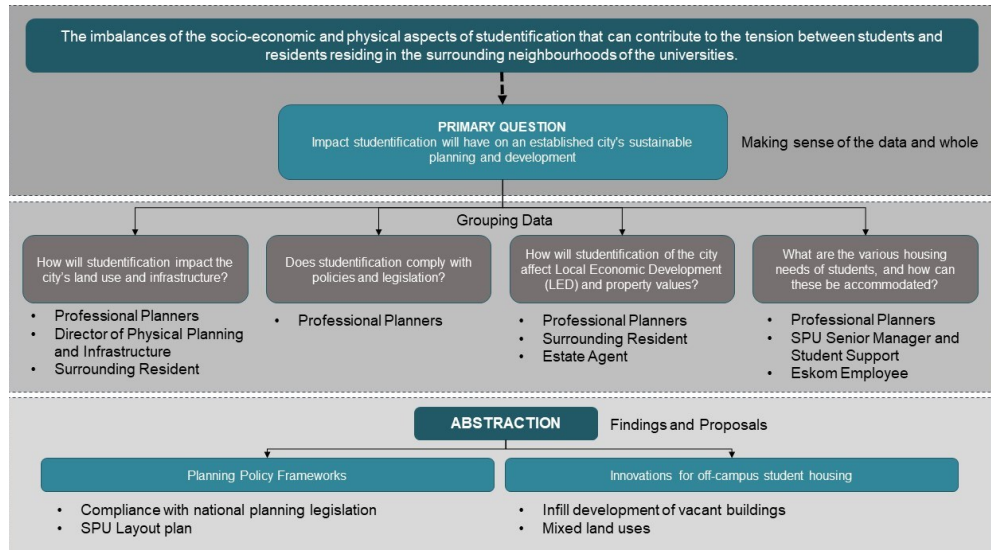 The imbalances of the socio-economic and physical aspects of studentification that can contribute to the tension between students and
residents residing in the surrounding neighbourhoods of the universities.
PRIMARY QUESTION
Impact studentification will have on an established city's sustainable
planning and development
Making sense of the data and whole
Grouping Data
How will studentification impact the
city's land use and infrastructure?
• Professional Planners
• Director of Physical Planning
and Infrastructure
• Surrounding Resident
Does studentification comply with
policies and legislation?
• Professional Planners
How will studentification of the city
affect Local Economic Development
(LED) and property values?
• Professional Planners
• Surrounding Resident
• Estate Agent
What are the various housing
needs of students, and how can
these be accommodated?
• Professional Planners
• SPU Senior Manager and
Student Support
• Eskom Employee
ABSTRACTION
Findings and Proposals
Planning Policy Frameworks
• Compliance with national planning legislation
• SPU Layout plan
Innovations for off-campus student housing
• Infill development of vacant buildings
• Mixed land uses